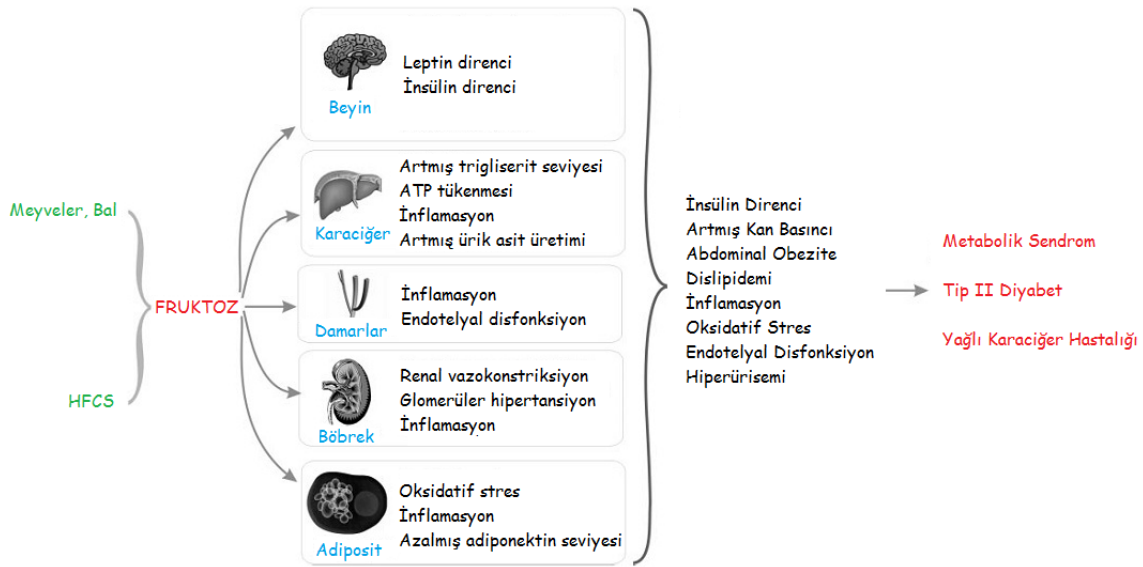 Meyveler, Bal
HFCS
FRUKTOZ
Leptin direnci
İnsülin direnci
Beyin
Artmış trigliserit seviyesi
ATP tükenmesi
İnflamasyon
Artmış ürik asit üretimi
Karaciğer
İnflamasyon
Endotelyal disfonksiyon
Damarlar
Renal vazokonstriksiyon
Glomerüler hipertansiyon
İnflamasyon
Böbrek
Oksidatif stres
İnflamasyon
Azalmış adiponektin seviyesi
Adiposit
İnsülin Direnci
Artmış Kan Basıncı
Abdominal Obezite
Dislipidemi
İnflamasyon
Oksidatif Stres
Endotelyal Disfonksiyon
Hiperürisemi
Metabolik Sendrom
Tip II Diyabet
Yağlı Karaciğer Hastalığı